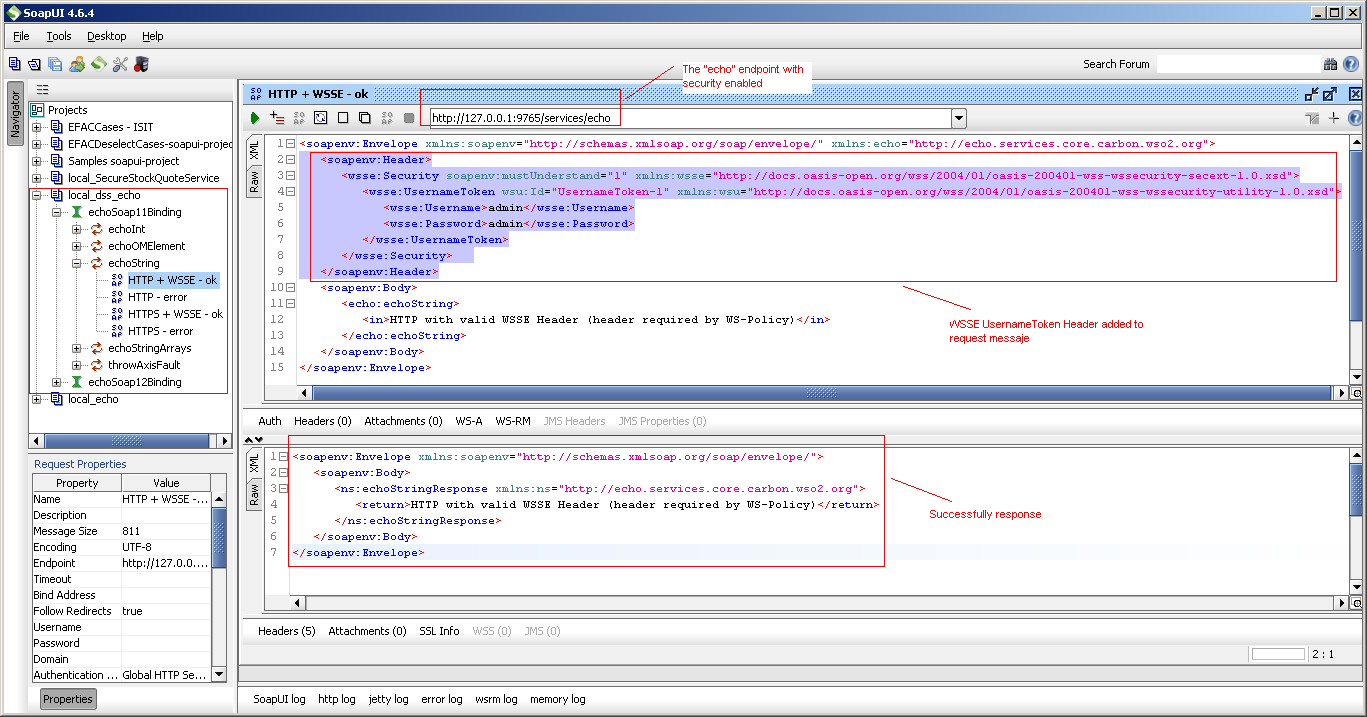 SoapUI 4.6.4
File Tools Desktop Help
Search Forum
Navigator
Projects
EFACCases - ISIT
EFACDeselectCases-soapui-projec
Samples soapui-project
local_SecureStockQuoteService
local_dss_echo
echoSoap11Binding
echoInt
echoOMElement
echoString
HTTP + WSSE - ok
HTTP - error
HTTPS + WSSE - ok
HTTPS - error
echoStringArrays
throwAxisFault
echoSoap12Binding
local_echo
Request Properties
Property Value
Name HTTP + WSSE -...
Description
Message Size 811
Encoding UTF-8
Endpoint http://127.0.0....
Timeout
Bind Address
Follow Redirects true
Username
Password
Domain
Authentication ... Global HTTP Se...
Properties
The "echo" endpoint with
security enabled
HTTP + WSSE - ok
http://127.0.0.1:9765/services/echo
XML
Raw
1 <soapenv:Envelope xmlns:soapenv="http://schemas.xmlsoap.org/soap/envelope/" xmlns:echo="http://echo.services.core.carbon.wso2.org">
2 <soapenv:Header>
3 <wsse:Security soapenv:mustUnderstand="1" xmlns:wsse="http://docs.oasis-open.org/wss/2004/01/oasis-200401-wss-wssecurity-secext-1.0.xsd">
4 <wsse:UsernameToken wsu:Id="UsernameToken-1" xmlns:wsu="http://docs.oasis-open.org/wss/2004/01/oasis-200401-wss-wssecurity-utility-1.0.xsd">
5 <wsse:Username>admin</wsse:Username>
6 <wsse:Password>admin</wsse:Password>
7 </wsse:UsernameToken>
8 </wsse:Security>
9 </soapenv:Header>
10 <soapenv:Body>
11 <echo:echoString>
12 <in>HTTP with valid WSSE Header (header required by WS-Policy)</in>
13 </echo:echoString>
14 </soapenv:Body>
15 </soapenv:Envelope>
WSSE UsernameToken Header added to
request messaje
Auth Headers (0) Attachments (0) WS-A WS-RM JMS Headers JMS Properties (0)
XML
Raw
1 <soapenv:Envelope xmlns:soapenv="http://schemas.xmlsoap.org/soap/envelope/">
2 <soapenv:Body>
3 <ns:echoStringResponse xmlns:ns="http://echo.services.core.carbon.wso2.org">
4 <return>HTTP with valid WSSE Header (header required by WS-Policy)</return>
5 </ns:echoStringResponse>
6 </soapenv:Body>
7 </soapenv:Envelope>
Successfully response
Headers (5) Attachments (0) SSL Info WSS (0) JMS (0)
2 : 1
SoapUI log http log jetty log error log wsrm log memory log